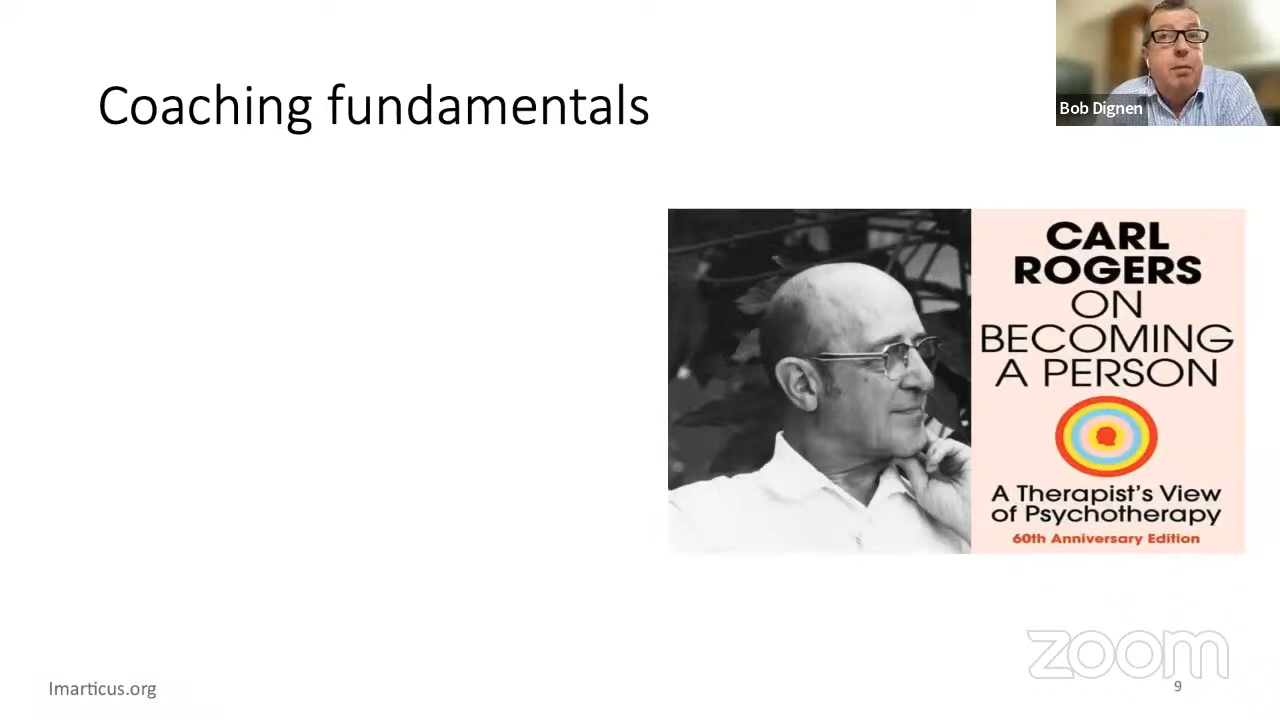 Coaching fundamentals
Bob Dignen
CARL
ROGERS
ON
BECOMING
A PERSON
A Therapist's View
of Psychotherapy
60th Anniversary Edition
zoom
Imarticus.org
9